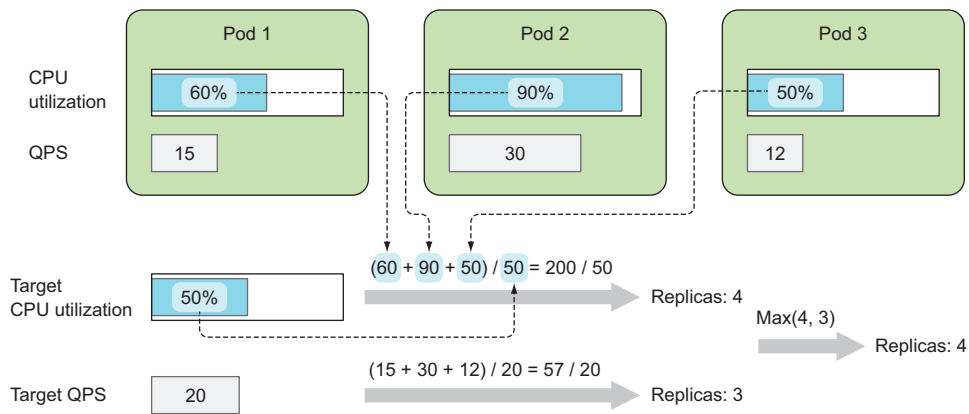 Pod 1
Pod 2
Pod 3
CPU
utilization
60%
90%
50%
QPS
15
30
12
(60 + 90 + 50) / 50 = 200 / 50
Target
CPU utilization
50%
Replicas: 4
Max(4, 3)
Replicas: 4
(15 + 30 + 12) / 20 = 57 / 20
Target QPS
20
Replicas: 3